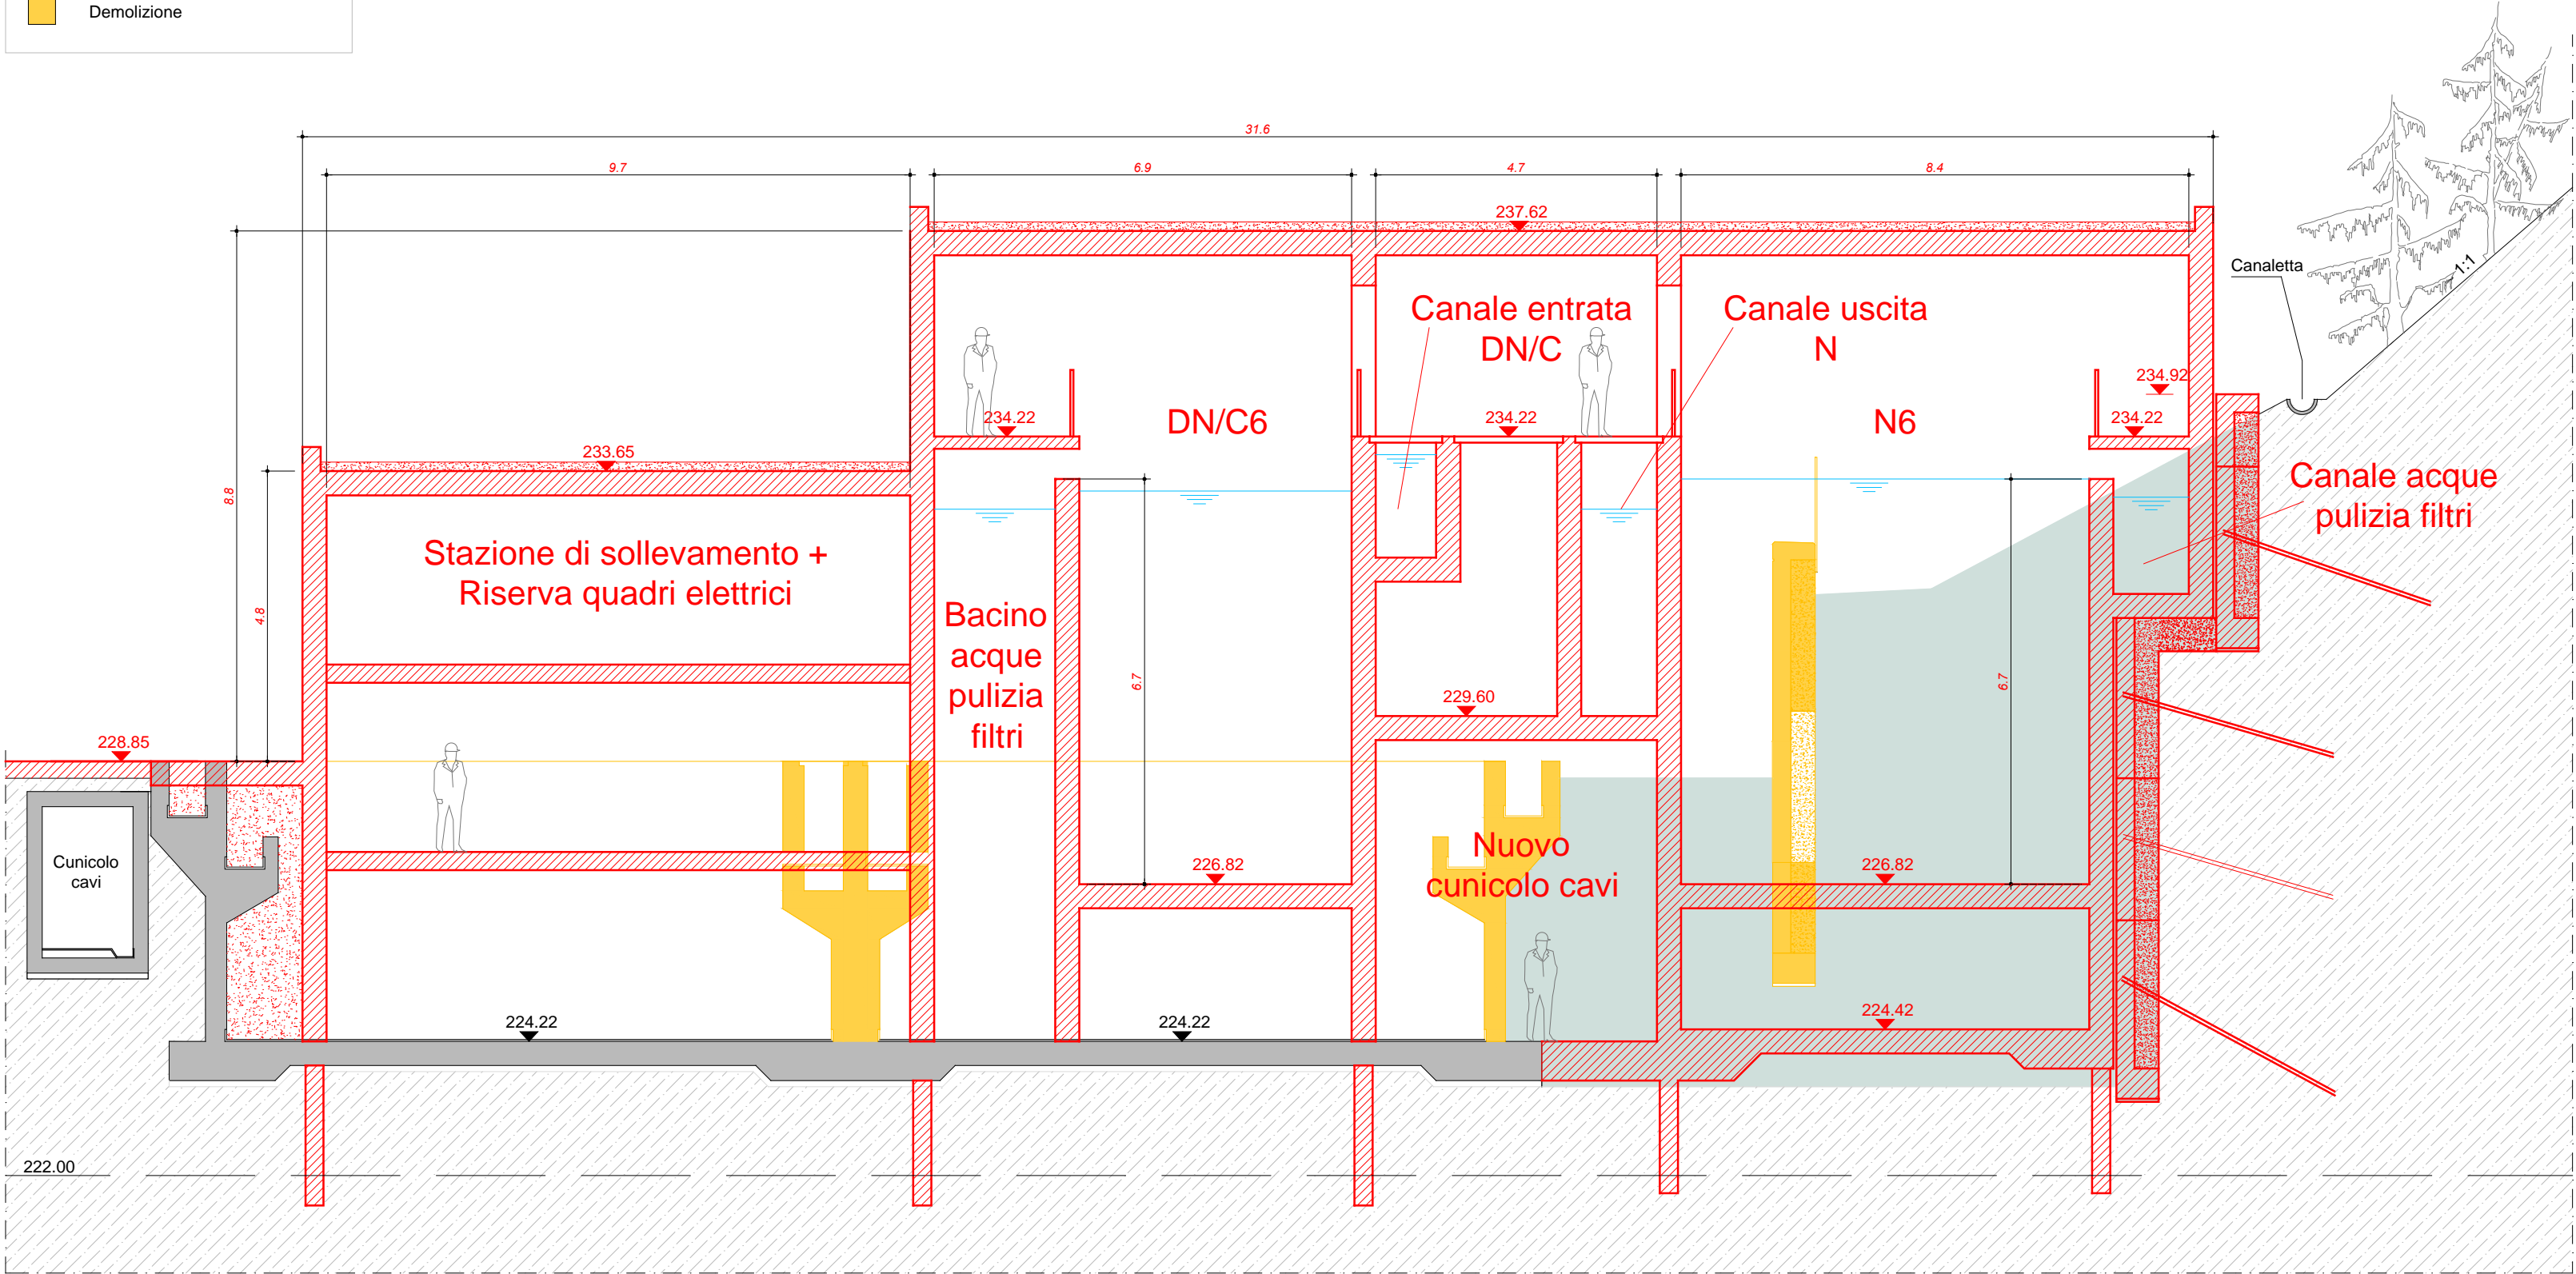 Demolizione
31.6
9.7
6.9
4.7
8.4
237.62
1:1
Canaletta
Canale entrata
DN/C
Canale uscita
N
234.92
234.22
DN/C6
234.22
N6
234.22
233.65
Canale acque
pulizia filtri
8.8
4.8
Stazione di sollevamento +
Riserva quadri elettrici
Bacino
acque
pulizia
filtri
6.7
6.7
229.60
228.85
Cunicolo
cavi
Nuovo
cunicolo cavi
226.82
226.82
224.22
224.22
224.42
222.00